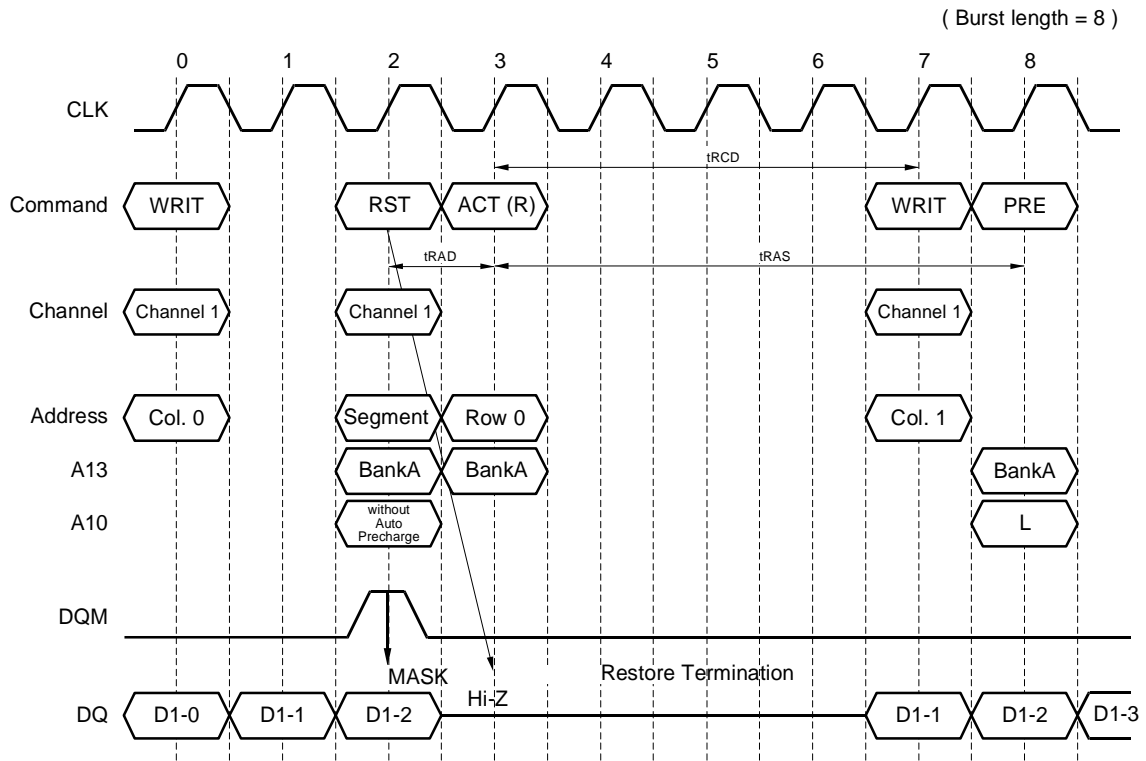 ( Burst length = 8 )
0 1 2 3 4 5 6 7 8
CLK
tRCD
Command WRIT RST ACT (R) WRIT PRE
tRAD tRAS
Channel Channel 1 Channel 1 Channel 1
Address Col. 0 Segment Row 0 Col. 1
A13 BankA BankA BankA
A10 without Auto Precharge L
DQM
MASK Restore Termination
Hi-Z
DQ D1-0 D1-1 D1-2 D1-1 D1-2 D1-3